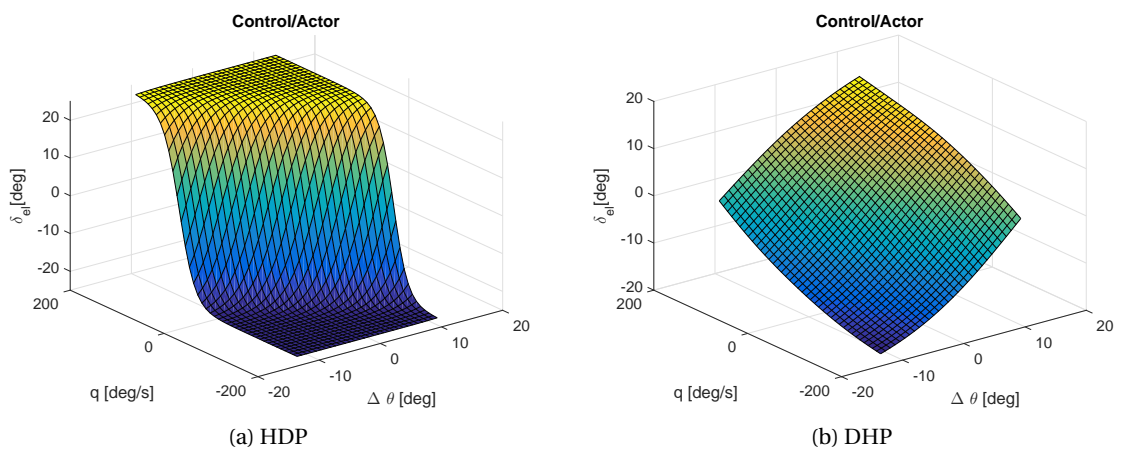 Control/Actor
20
10
0
-10
-20
δel[deg]
200
0
-200
q [deg/s]
-20
-10
0
10
20
Δ θ [deg]
(a) HDP
Control/Actor
20
10
0
-10
-20
δel[deg]
200
0
-200
q [deg/s]
-20
-10
0
10
20
Δ θ [deg]
(b) DHP